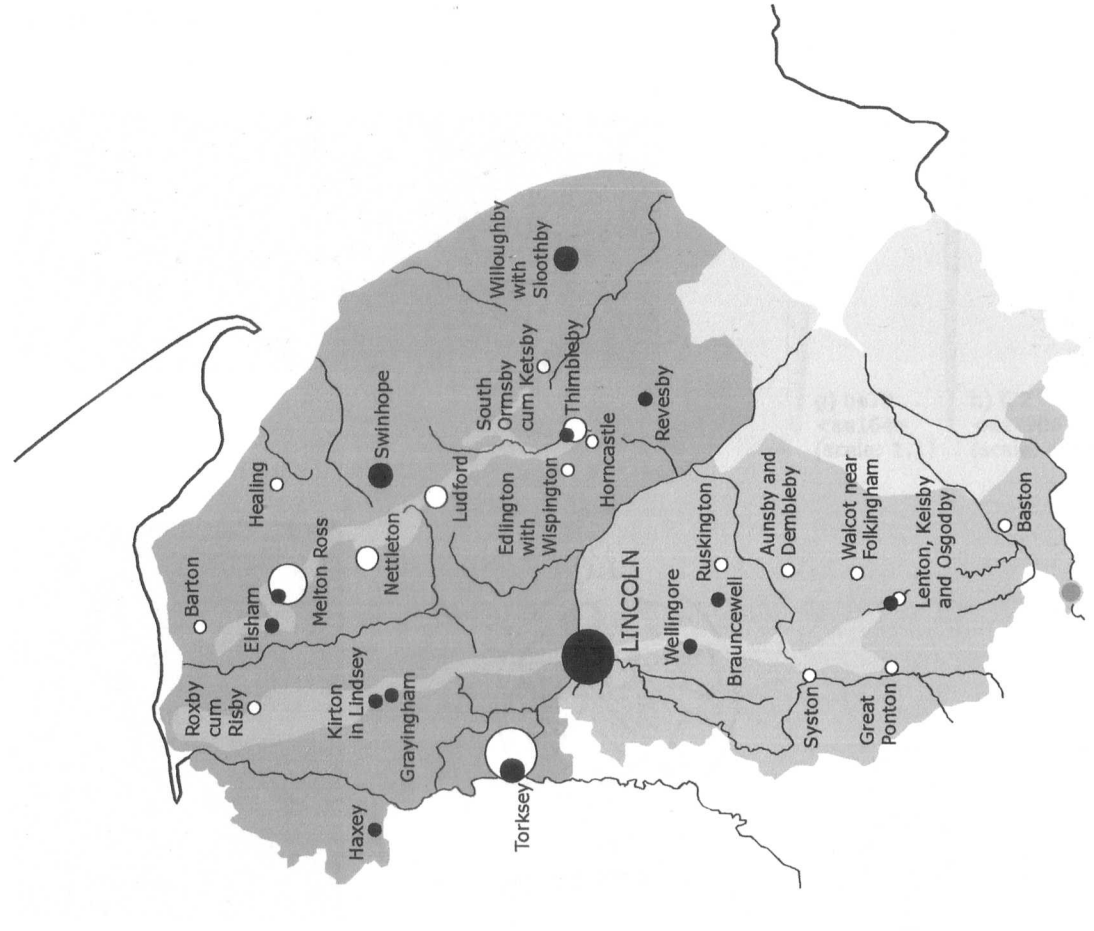 Willoughby
with
Sloothby
South
Ormsby
cum Ketsby
Thimbleby
Revesby
Swinhope
Ludford
Horncastle
Edlington
with
Wispington
Healing
Nettleton
Barton
Elsham
Melton Ross
Roxby
cum
Risby
Kirton
in Lindsey
Grayingham
Haxey
Torksey
LINCOLN
Wellingore
Ruskington
Brauncewell
Aunsby and
Dembleby
Walcot near
Folkingham
Lenton, Keisby
and Osgodby
Baston
Syston
Great
Ponton